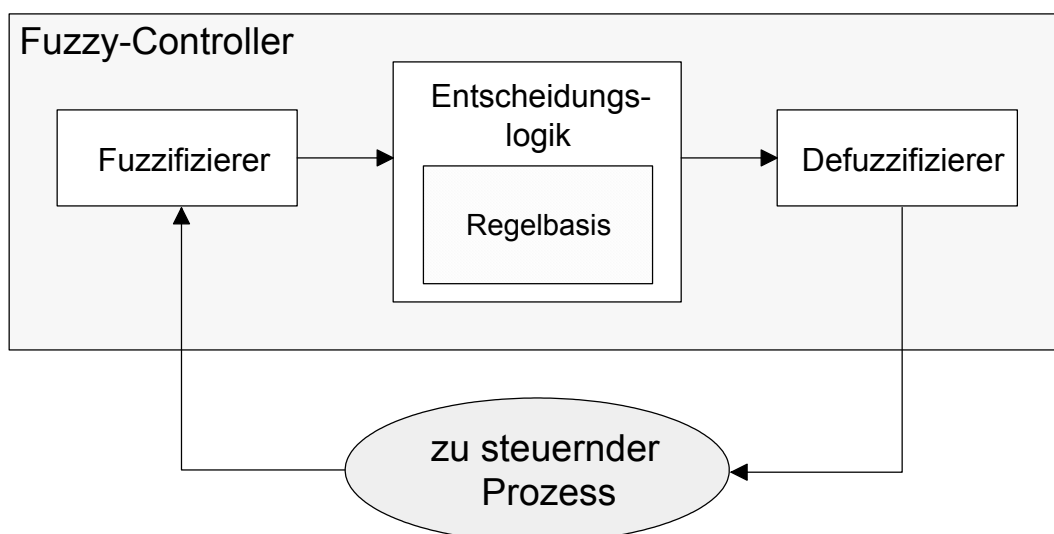 Fuzzy-Controller
Fuzzifizierer
Entscheidungs-
logik
Regelbasis
Defuzzifizierer
zu steuernder
Prozess